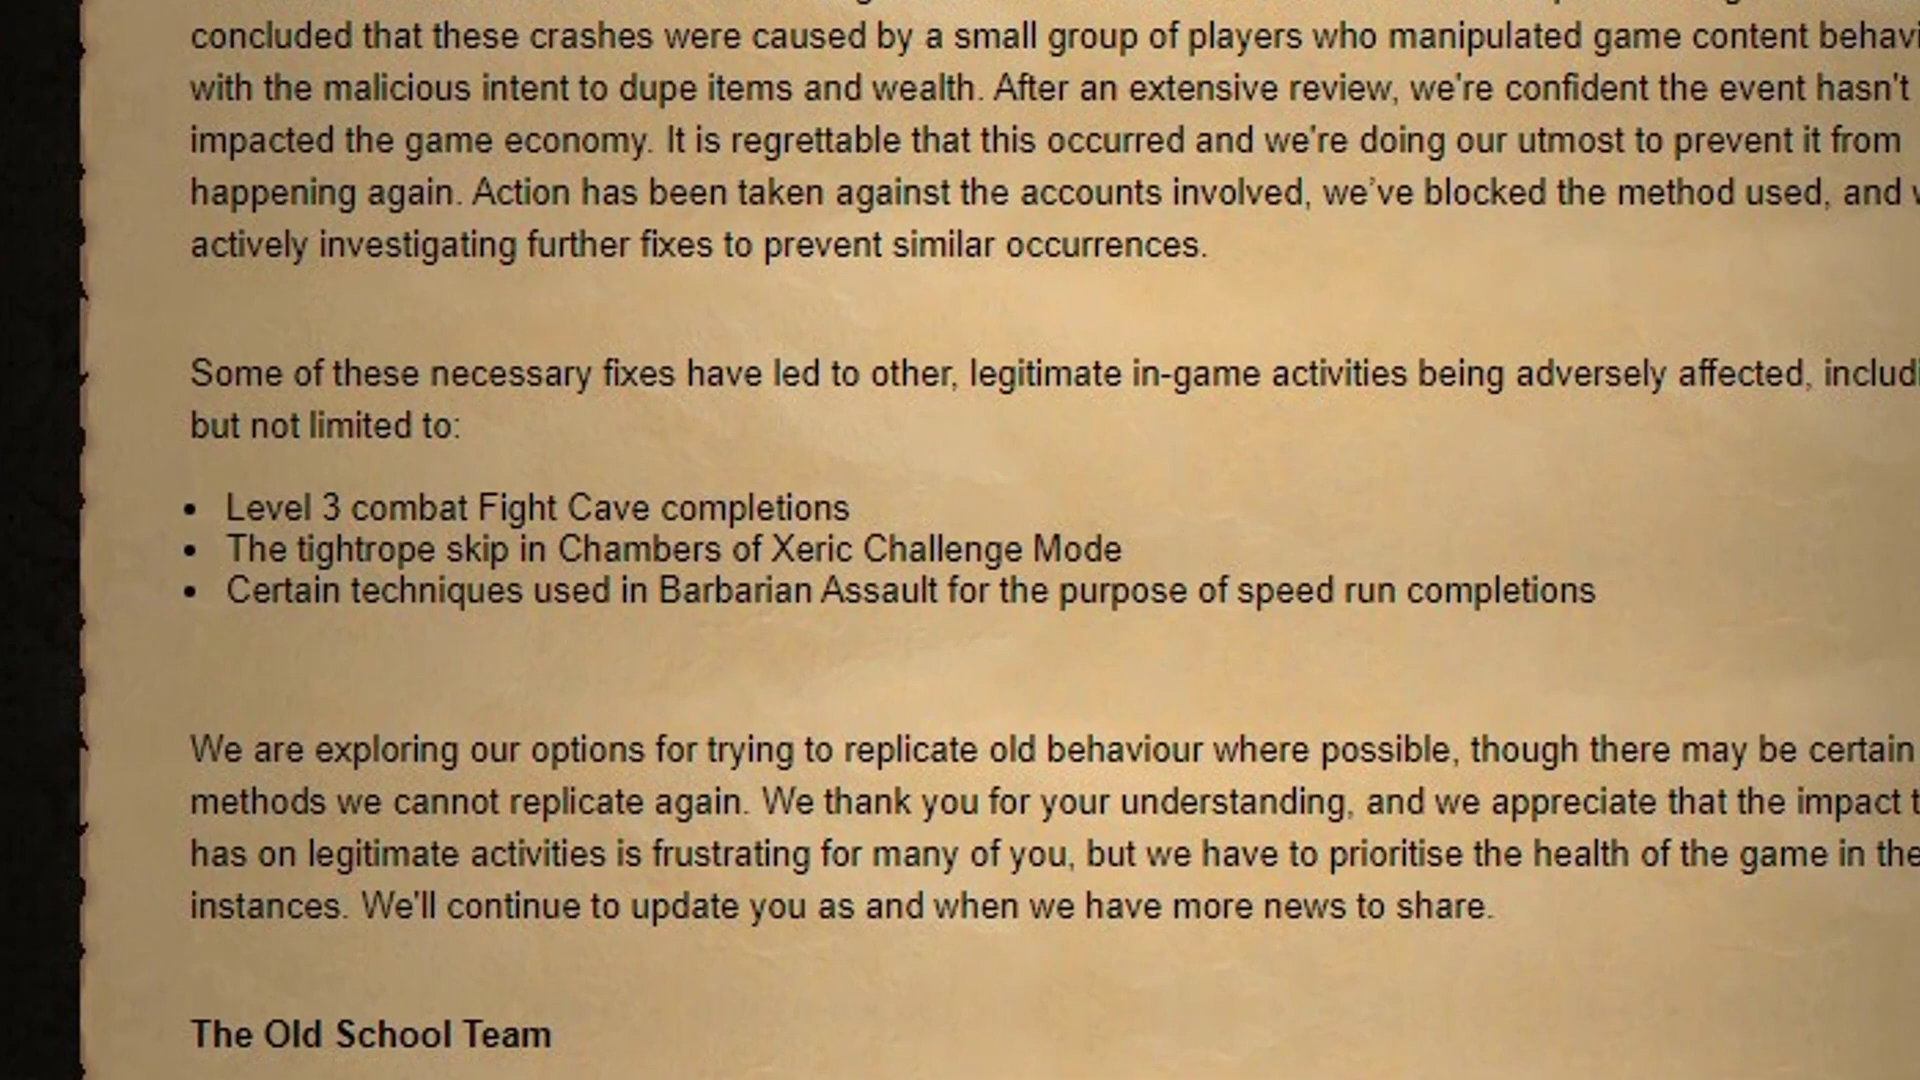 concluded that these crashes were caused by a small group of players who manipulated game content
with the malicious intent to dupe items and wealth. After an extensive review, we're confident the event hasn't
impacted the game economy. It is regrettable that this occurred and we're doing our utmost to prevent it from
happening again. Action has been taken against the accounts involved, we’ve blocked the method used, and
actively investigating further fixes to prevent similar occurrences.
Some of these necessary fixes have led to other, legitimate in-game activities being adversely affected,
but not limited to:
• Level 3 combat Fight Cave completions
• The tightrope skip in Chambers of Xeric Challenge Mode
• Certain techniques used in Barbarian Assault for the purpose of speed run completions
We are exploring our options for trying to replicate old behaviour where possible, though there may be certain
methods we cannot replicate again. We thank you for your understanding, and we appreciate that the impact
has on legitimate activities is frustrating for many of you, but we have to prioritise the health of the game in
instances. We'll continue to update you as and when we have more news to share.
The Old School Team